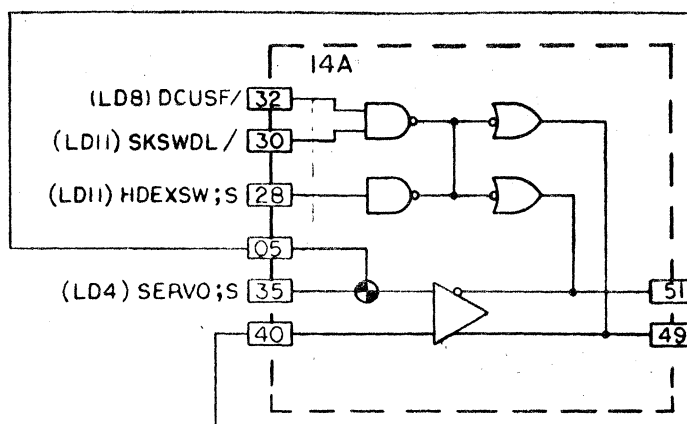 14A
(LD8) DCUSF/ 32
(LD11) SKSWDL/ 30
(LD11) HDEXSW;S 28
05
(LD4) SERVO;S 35
51
40
49